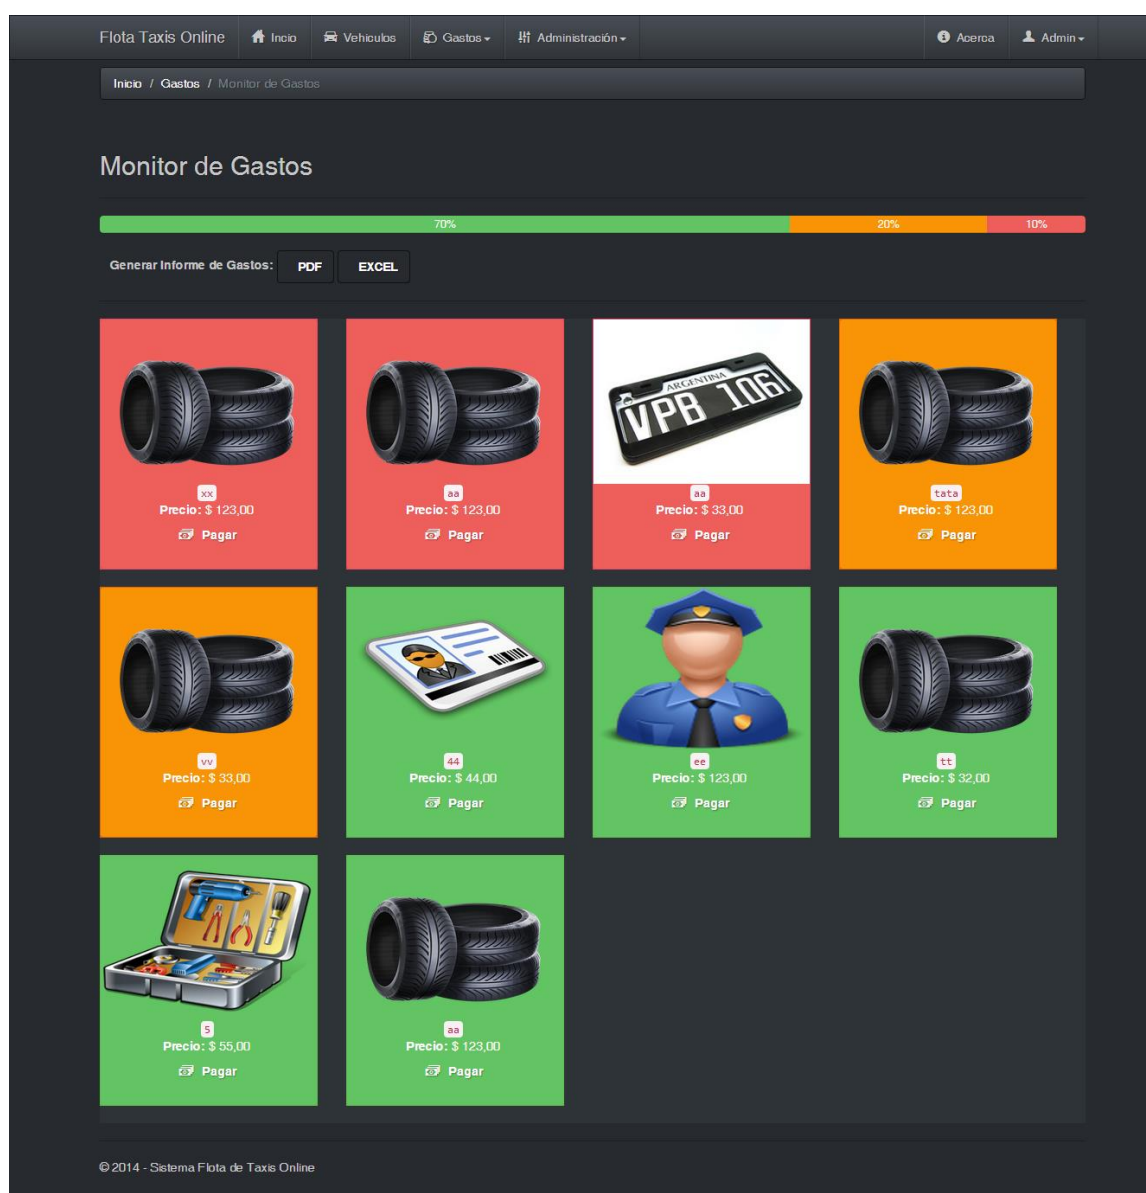 Flota Taxis Online Incio Vehiculos Gastos Administración Acerca Admin
Inicio / Gastos / Monitor de Gastos
Monitor de Gastos
70% 20% 10%
Generar Informe de Gastos: PDF EXCEL
ARGENTINA
VPB 106
xx
Precio: $ 123,00
Pagar
aa
Precio: $ 123,00
Pagar
aa
Precio: $ 33,00
Pagar
tata
Precio: $ 123,00
Pagar
vv
Precio: $ 33,00
Pagar
44
Precio: $ 44,00
Pagar
ee
Precio: $ 123,00
Pagar
tt
Precio: $ 32,00
Pagar
5
Precio: $ 55,00
Pagar
aa
Precio: $ 123,00
Pagar
© 2014 - Sistema Flota de Taxis Online